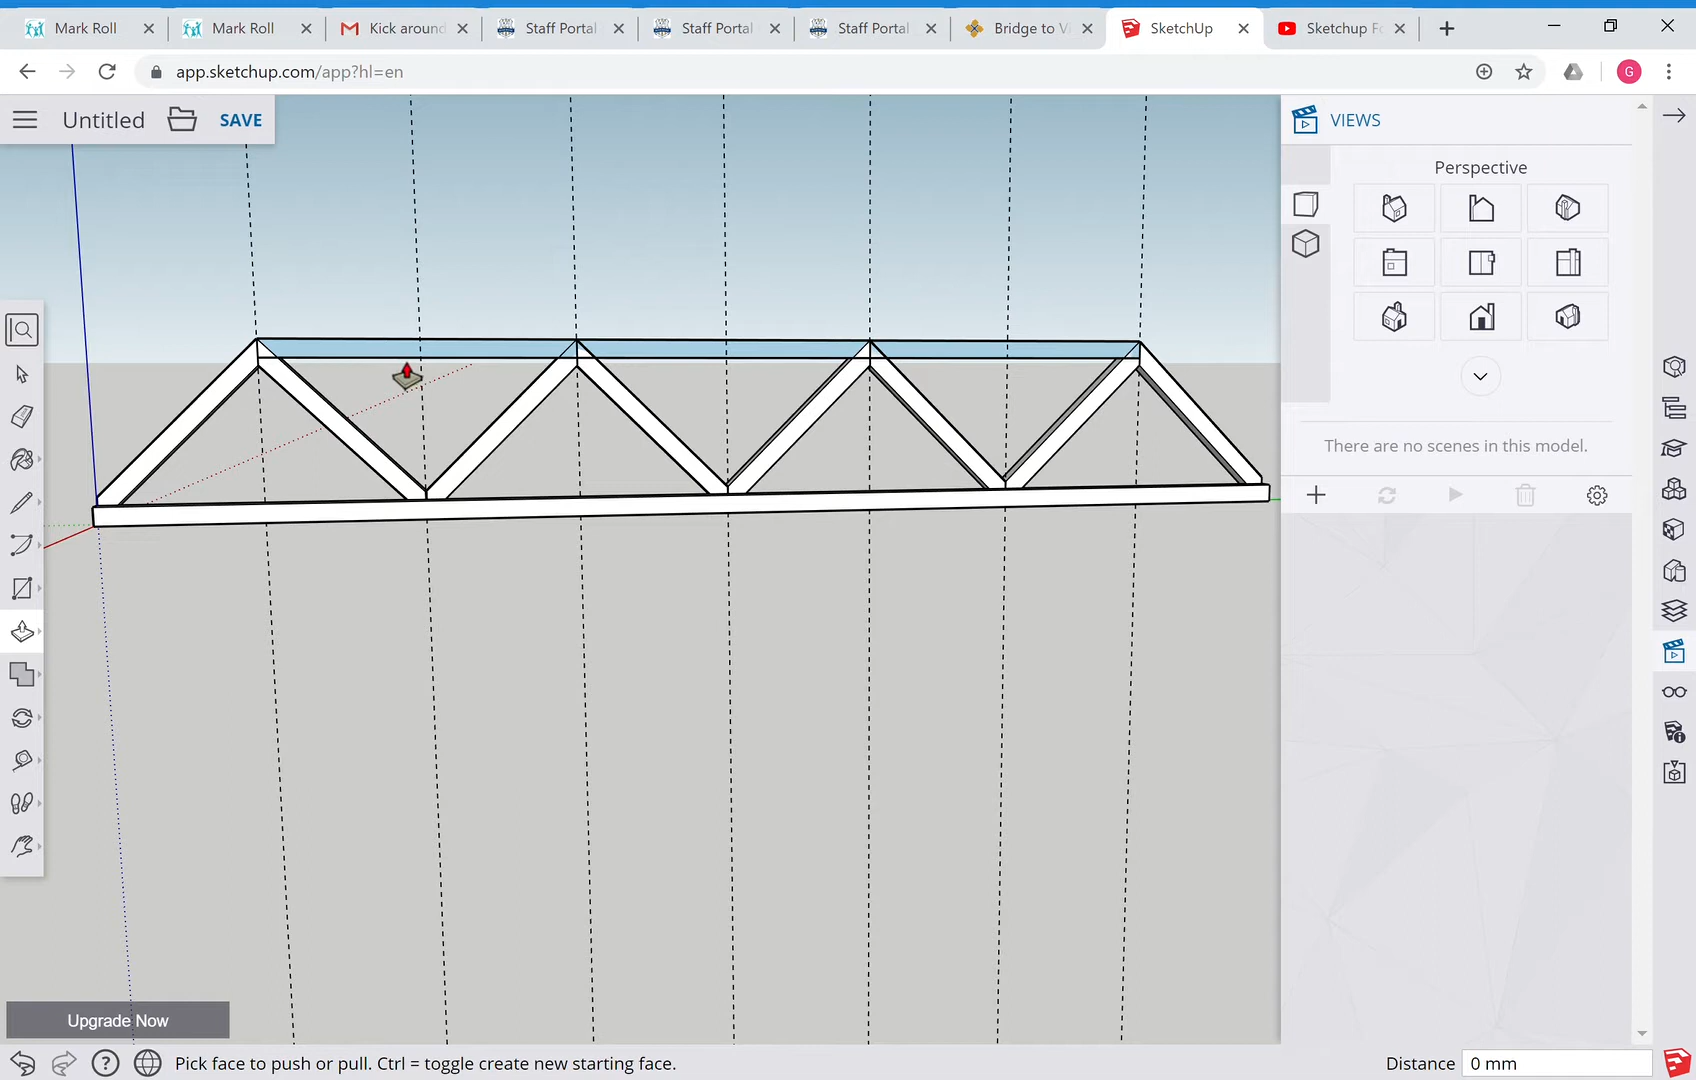 Mark Roll
Mark Roll
Kick around
Staff Portal
Staff Portal
Staff Portal
Bridge to Vi
SketchUp
Sketchup Fo
app.sketchup.com/app?hl=en
G
Untitled
SAVE
VIEWS
Perspective
There are no scenes in this model.
Upgrade Now
Pick face to push or pull. Ctrl = toggle create new starting face.
Distance 0 mm